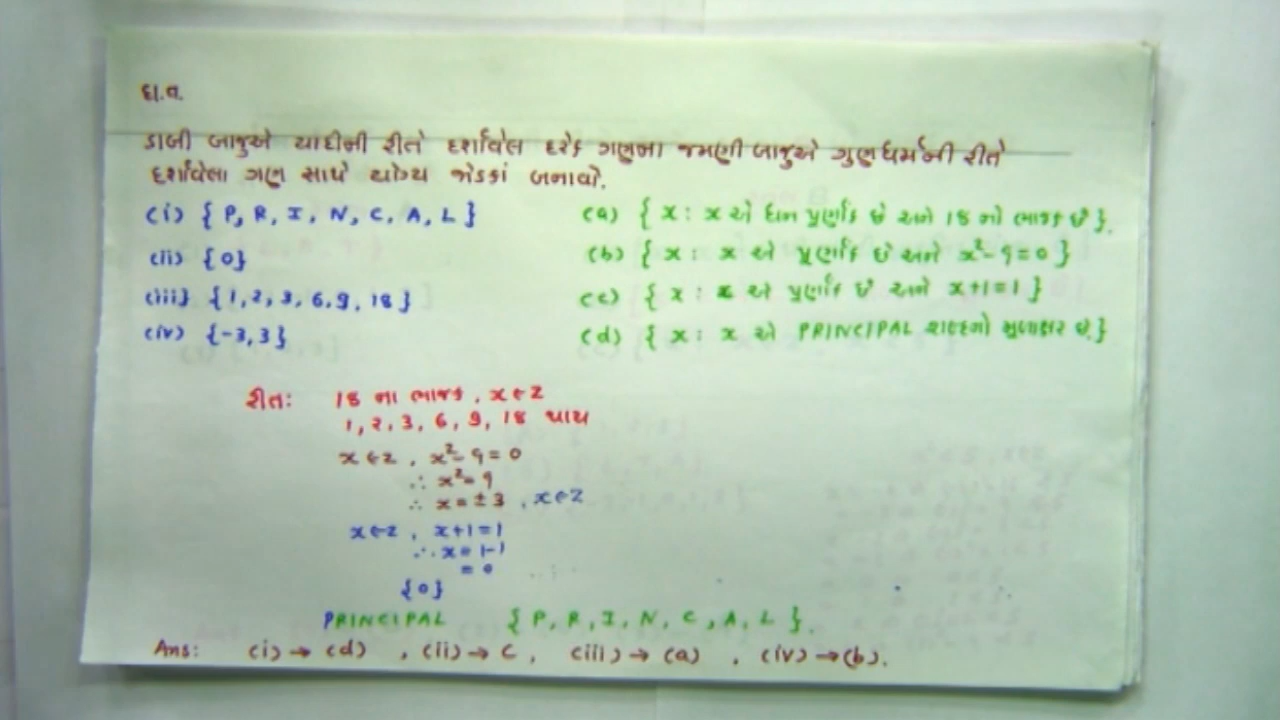 દા.ત.
ડાબી બાજુએ યાદીની રીતે દર્શાવેલ દરેક ગણના જમણી બાજુએ ગુણધર્મની રીતે
દર્શાવેલા ગણ સાથે યોગ્ય જોડકાં બનાવો.
(i) { P, R, I, N, C, A, L } (a) { x : x એ ધન પૂર્ણાંક છે અને 18 નો ભાજક છે }.
(ii) {0} (b) { x : x એ પૂર્ણાંક છે અને x²-9=0 }
(iii) {1, 2, 3, 6, 9, 18 } (c) { x : x એ પૂર્ણાંક છે અને x+1=1 }
(iv) {-3, 3} (d) { x : x એ PRINCIPAL શબ્દનો મુળાક્ષર છે. }
રીત: 18 ના ભાજક , x∈Z
1, 2, 3, 6, 9, 18 થાય
x∈Z , x²-9=0
∴ x²=9
∴ x=±3 , x∈Z
x∈Z , x+1=1
∴ x=1-1
=0
{0}
PRINCIPAL { P, R, I, N, C, A, L }.
Ans: (i)→(d) , (ii)→c , (iii)→(a) , (iv)→(b).